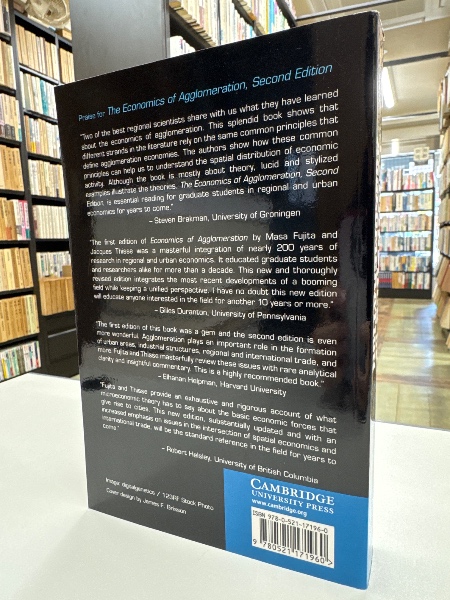 Praise for The Economics of Agglomeration, Second Edition
"Two of the best regional scientists share with us what they have learned
about the economics of agglomeration. This splendid book shows that
different strands in the literature rely on the same common principles that
define agglomeration economies. The authors show how these common
principles can help us to understand the spatial distribution of economic
activity. Although the book is mostly about theory, lucid and stylized
examples illustrate the theories. The Economics of Agglomeration, Second
Edition is essential reading for graduate students in regional and urban
economics for years to come."
– Steven Brakman, University of Groningen
"The first edition of Economics of Agglomeration by Masa Fujita and
Jacques Thisse was a masterful integration of nearly 200 years of
research in regional and urban economics. It educated graduate students
and researchers alike for more than a decade. This new and thoroughly
revised edition integrates the most recent developments of a booming
field while keeping a unified perspective. I have no doubt this new edition
will educate anyone interested in the field for another 10 years or more."
– Gilles Duranton, University of Pennsylvania
"The first edition of this book was a gem and the second edition is even
more wonderful. Agglomeration plays an important role in the formation
of urban areas, industrial structures, regional and international trade, and
more. Fujita and Thisse masterfully review these issues with rare analytical
clarity and insightful commentary. This is a highly recommended book."
– Elhanan Helpman, Harvard University
"Fujita and Thisse provide an exhaustive and rigorous account of what
microeconomic theory has to say about the basic economic forces that
give rise to cities. This new edition, substantially updated and with an
increased emphasis on issues in the intersection of spatial economics and
international trade, will be the standard reference in the field for years to
come."
– Robert Helsley, University of British Columbia
Image: digitalgenetics / 123RF Stock Photo
Cover design by James F. Brisson
CAMBRIDGE
UNIVERSITY PRESS
www.cambridge.org
ISBN 978-0-521-17196-0
9 780521 171960 >